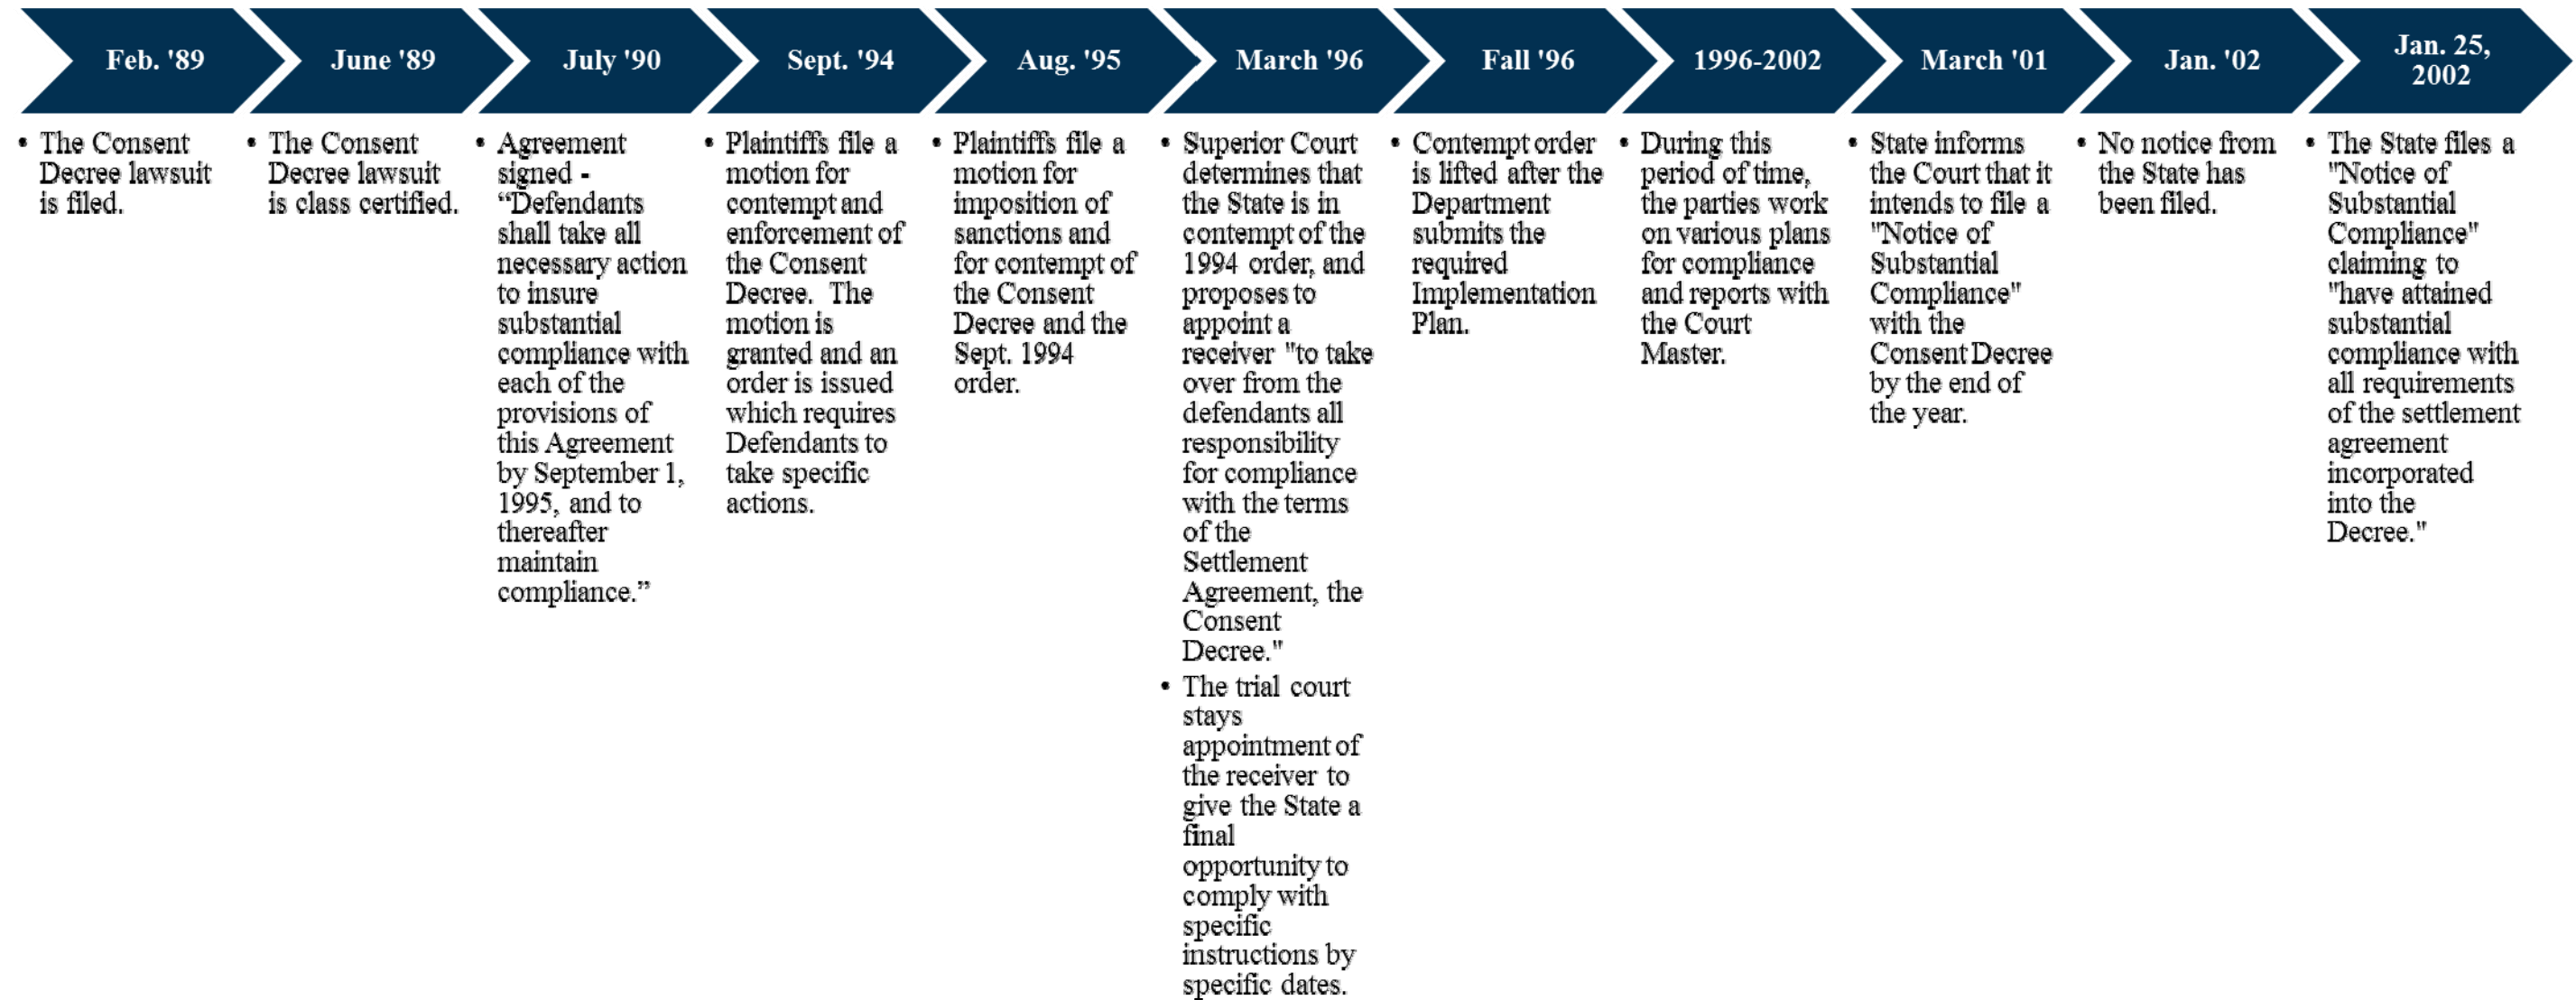 Feb. '89
The Consent
Decree lawsuit
is filed.
June '89
The Consent
Decree lawsuit
is class certified.
July '90
Agreement
signed -
“Defendants
shall take all
necessary action
to insure
substantial
compliance with
each of the
provisions of
this Agreement
by September 1,
1995, and to
thereafter
maintain
compliance.”
Sept. '94
Plaintiffs file a
motion for
contempt and
enforcement of
the Consent
Decree.  The
motion is
granted and an
order is issued
which requires
Defendants to
take specific
actions.
Aug. '95
Plaintiffs file a
motion for
imposition of
sanctions and
for contempt of
the Consent
Decree and the
Sept. 1994
order.
March '96
Superior Court
determines that
the State is in
contempt of the
1994 order, and
proposes to
appoint a
receiver "to take
over from the
defendants all
responsibility
for compliance
with the terms
of the
Settlement
Agreement, the
Consent
Decree."
The trial court
stays
appointment of
the receiver to
give the State a
final
opportunity to
comply with
specific
instructions by
specific dates.
Fall '96
Contempt order
is lifted after the
Department
submits the
required
Implementation
Plan.
1996-2002
During this
period of time,
the parties work
on various plans
for compliance
and reports with
the Court
Master.
March '01
State informs
the Court that it
intends to file a
"Notice of
Substantial
Compliance"
with the
Consent Decree
by the end of
the year.
Jan. '02
No notice from
the State has
been filed.
Jan. 25,
2002
The State files a
"Notice of
Substantial
Compliance"
claiming to
"have attained
substantial
compliance with
all requirements
of the settlement
agreement
incorporated
into the
Decree."